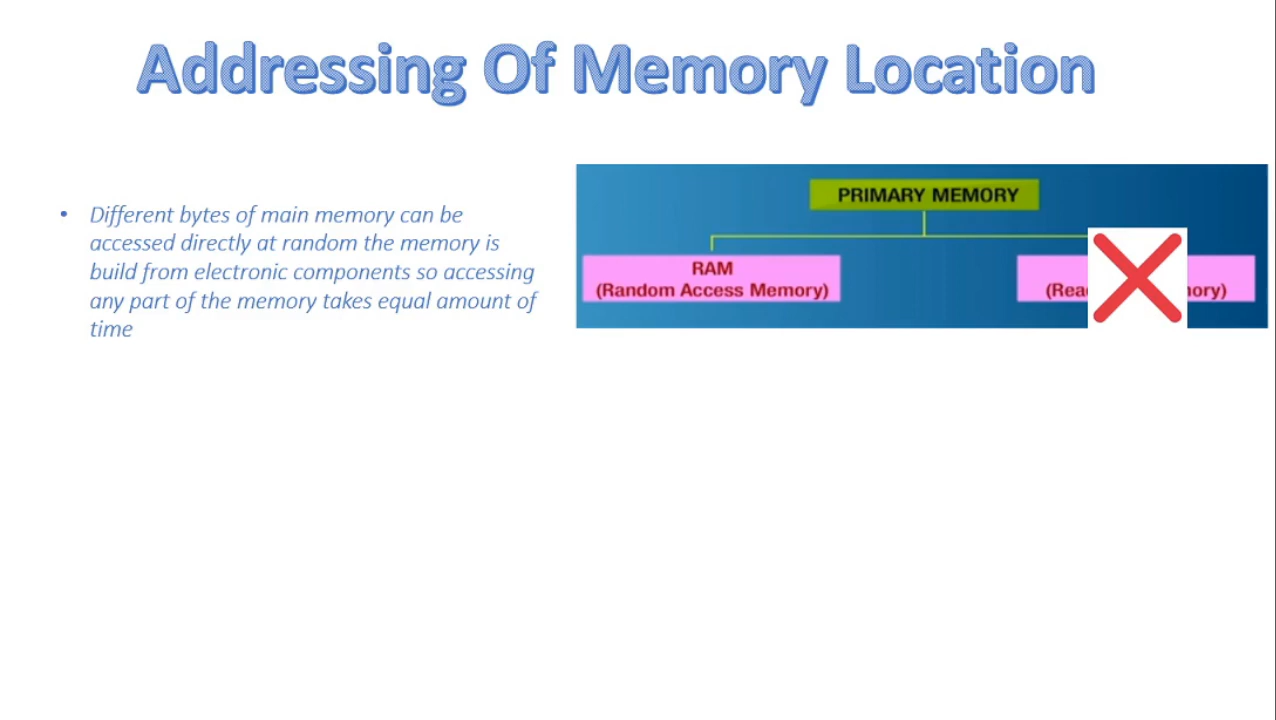 Addressing Of Memory Location
• Different bytes of main memory can be
accessed directly at random the memory is
build from electronic components so accessing
any part of the memory takes equal amount of
time
PRIMARY MEMORY
RAM
(Random Access Memory)